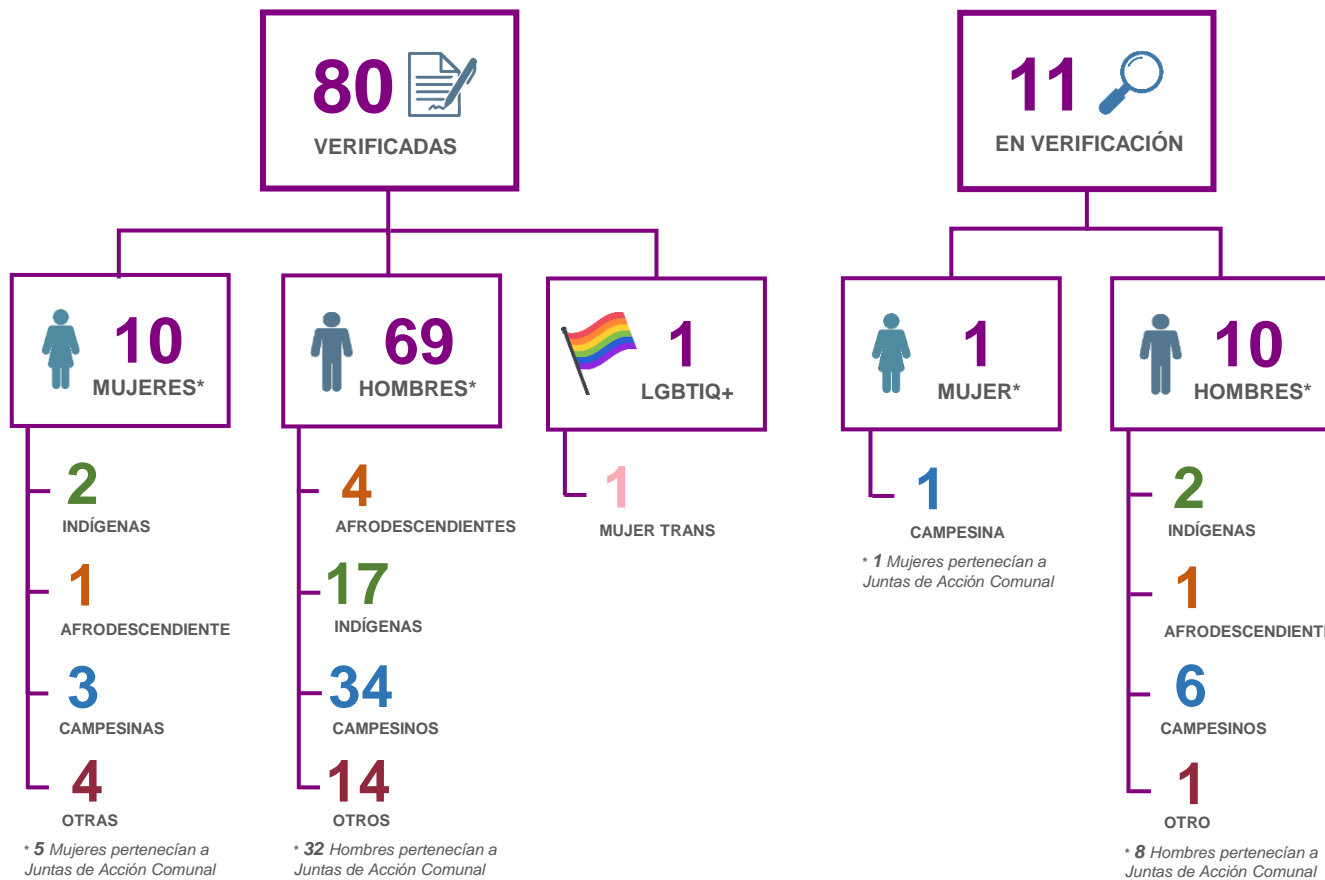 80
VERIFICADAS
10
MUJERES*
2
INDÍGENAS
1
AFRODESCENDIENTE
3
CAMPESINAS
4
OTRAS
* 5 Mujeres pertenecían a
Juntas de Acción Comunal
69
HOMBRES*
4
AFRODESCENDIENTES
17
INDÍGENAS
34
CAMPESINOS
14
OTROS
* 32 Hombres pertenecían a
Juntas de Acción Comunal
1
LGBTIQ+
1
MUJER TRANS
11
EN VERIFICACIÓN
1
MUJER*
1
CAMPESINA
* 1 Mujeres pertenecían a
Juntas de Acción Comunal
10
HOMBRES*
2
INDÍGENAS
1
AFRODESCENDIENT
6
CAMPESINOS
1
OTRO
* 8 Hombres pertenecían a
Juntas de Acción Comunal